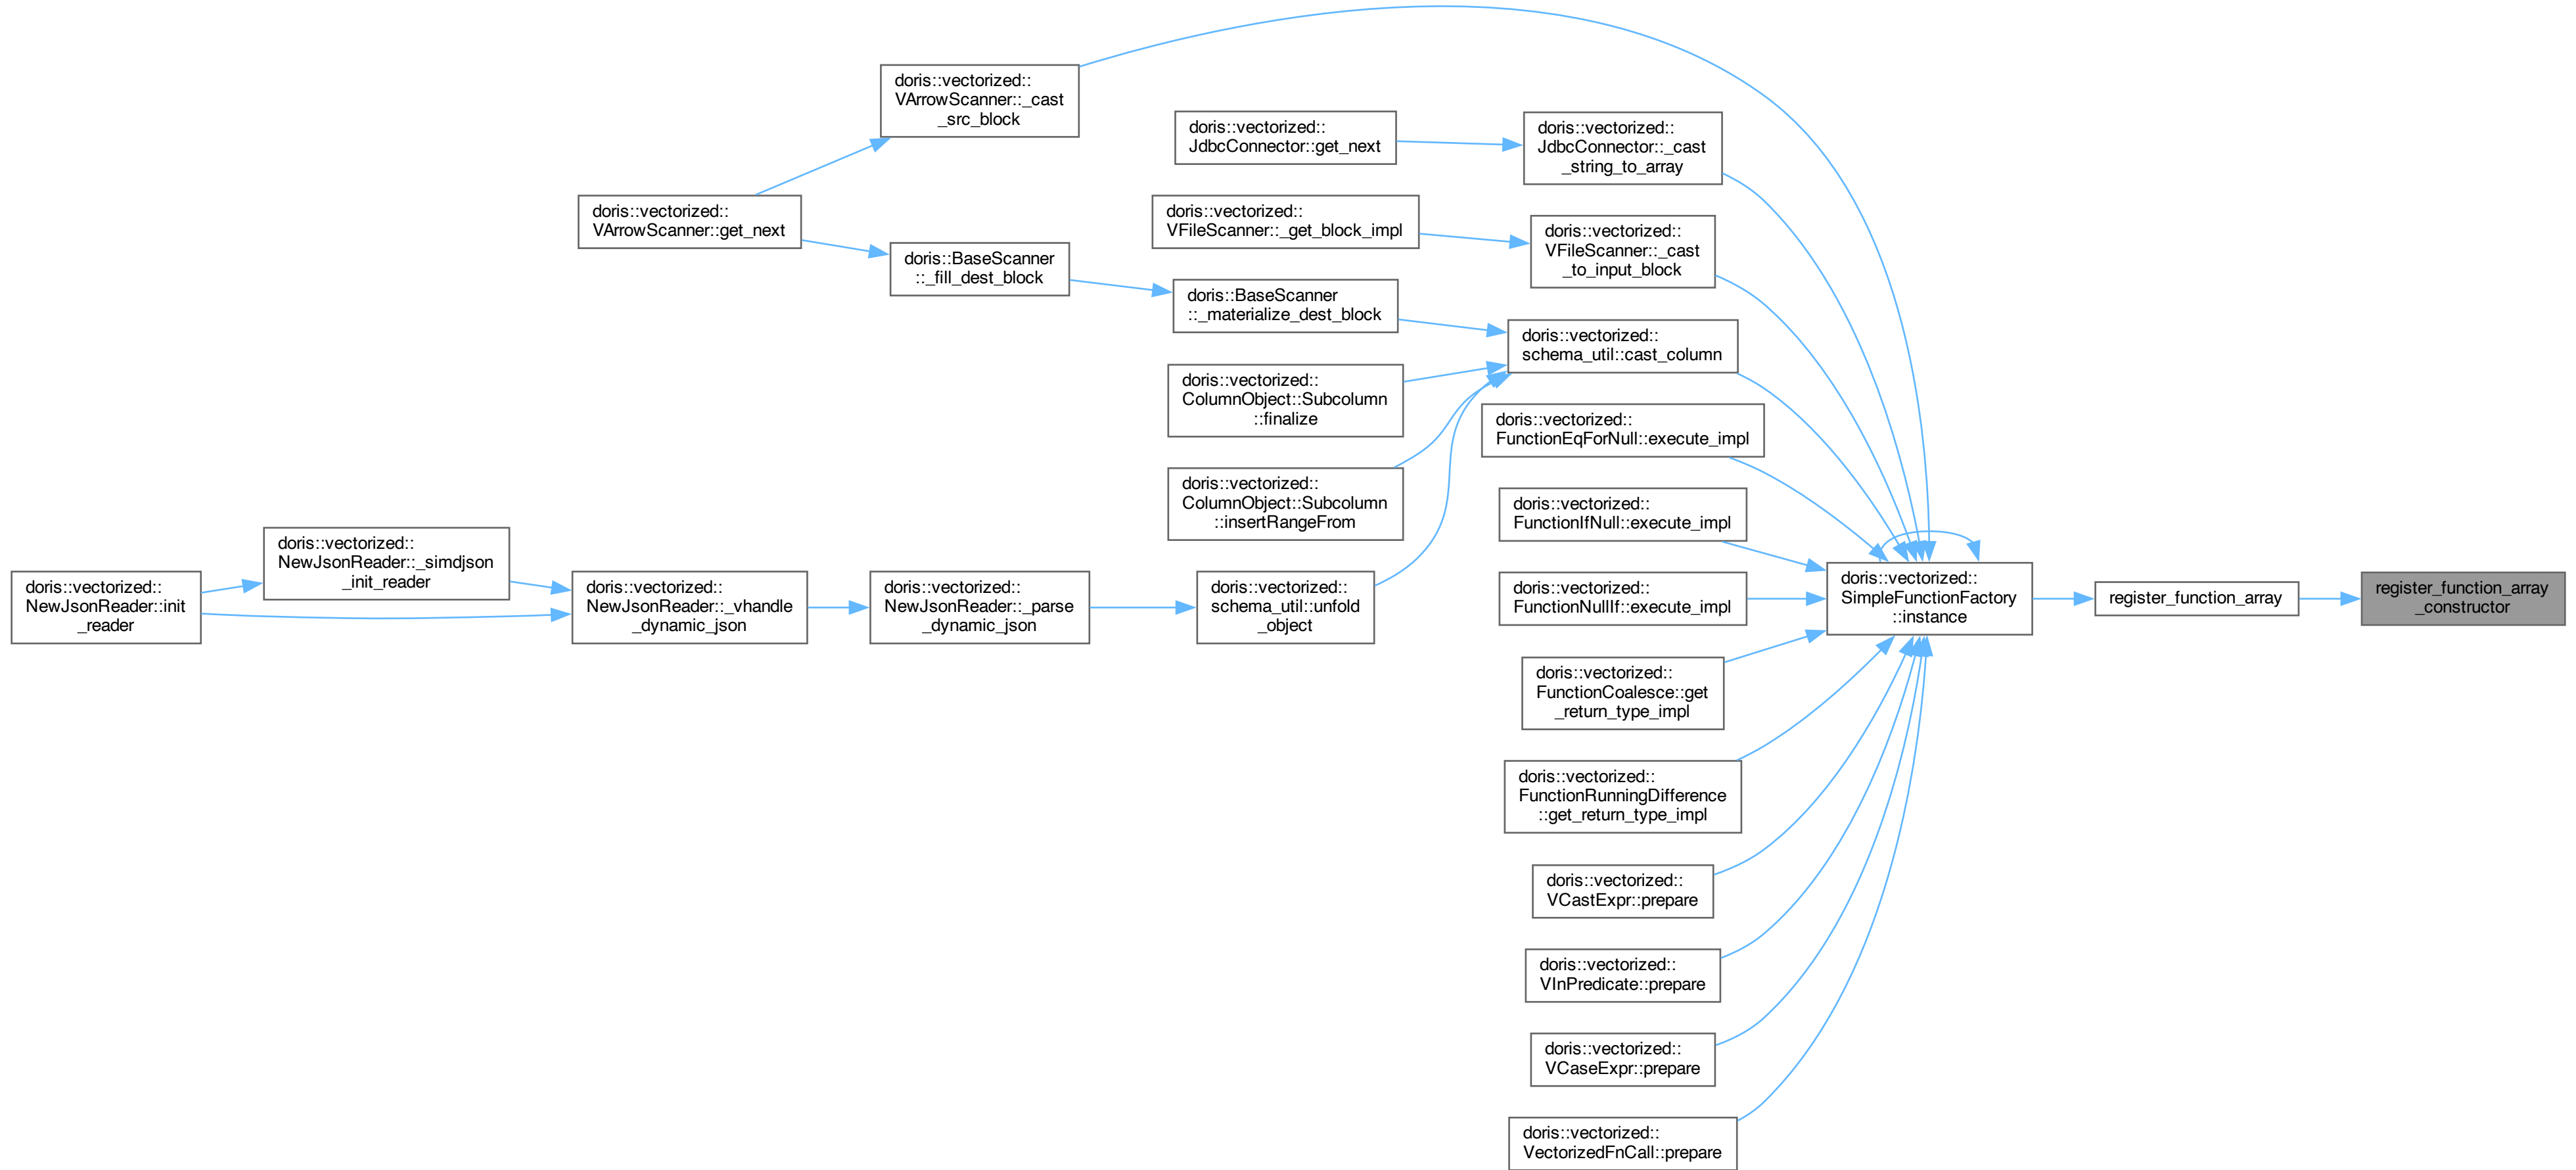 doris::vectorized::
VArrowScanner::_cast
_src_block
doris::vectorized::
JdbcConnector::get_next
doris::vectorized::
JdbcConnector::_cast
_string_to_array
doris::vectorized::
VArrowScanner::get_next
doris::vectorized::
VFileScanner::_get_block_impl
doris::vectorized::
VFileScanner::_cast
_to_input_block
doris::BaseScanner
::_fill_dest_block
doris::BaseScanner
::_materialize_dest_block
doris::vectorized::
schema_util::cast_column
doris::vectorized::
ColumnObject::Subcolumn
::finalize
doris::vectorized::
FunctionEqForNull::execute_impl
doris::vectorized::
ColumnObject::Subcolumn
::insertRangeFrom
doris::vectorized::
FunctionIfNull::execute_impl
doris::vectorized::
NewJsonReader::init
_reader
doris::vectorized::
NewJsonReader::_simdjson
_init_reader
doris::vectorized::
NewJsonReader::_vhandle
_dynamic_json
doris::vectorized::
NewJsonReader::_parse
_dynamic_json
doris::vectorized::
schema_util::unfold
_object
doris::vectorized::
FunctionNullIf::execute_impl
doris::vectorized::
SimpleFunctionFactory
::instance
register_function_array
register_function_array
_constructor
doris::vectorized::
FunctionCoalesce::get
_return_type_impl
doris::vectorized::
FunctionRunningDifference
::get_return_type_impl
doris::vectorized::
VCastExpr::prepare
doris::vectorized::
VInPredicate::prepare
doris::vectorized::
VCaseExpr::prepare
doris::vectorized::
VectorizedFnCall::prepare